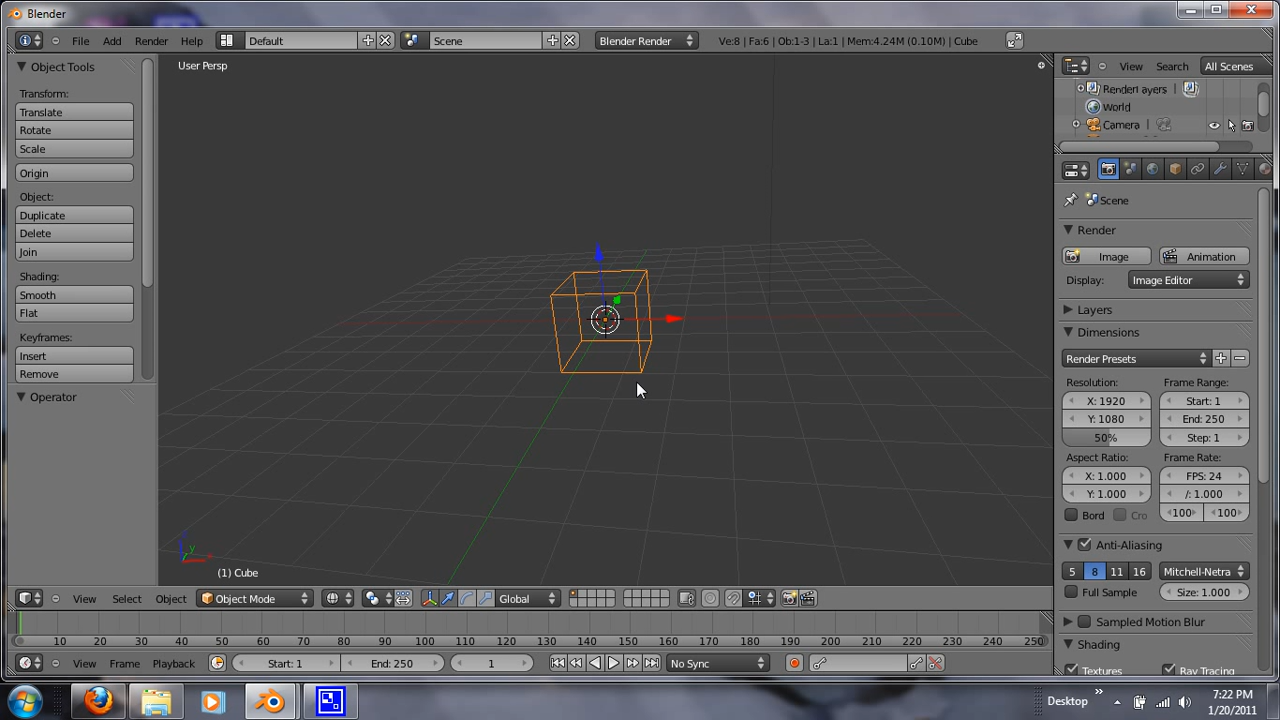 Blender
File Add Render Help Default Scene Blender Render Ve:8 | Fa:6 | Ob:1-3 | La:1 | Mem:4.24M (0.10M) | Cube
Object Tools
Transform:
Translate
Rotate
Scale
Origin
Object:
Duplicate
Delete
Join
Shading:
Smooth
Flat
Keyframes:
Insert
Remove
Operator
User Persp
(1) Cube
View Search All Scenes
RenderLayers
World
Camera
Scene
Render
Image Animation
Display: Image Editor
Layers
Dimensions
Render Presets
Resolution: Frame Range:
X: 1920 Start: 1
Y: 1080 End: 250
50% Step: 1
Aspect Ratio: Frame Rate:
X: 1.000 FPS: 24
Y: 1.000 /: 1.000
Bord Cro 100 100
Anti-Aliasing
5 8 11 16 Mitchell-Netra
Full Sample Size: 1.000
Sampled Motion Blur
Shading
Textures Ray Tracing
View Select Object Object Mode Global
10 20 30 40 50 60 70 80 90 100 110 120 130 140 150 160 170 180 190 200 210 220 230 240 250
View Frame Playback Start: 1 End: 250 1 No Sync
Desktop
7:22 PM
1/20/2011